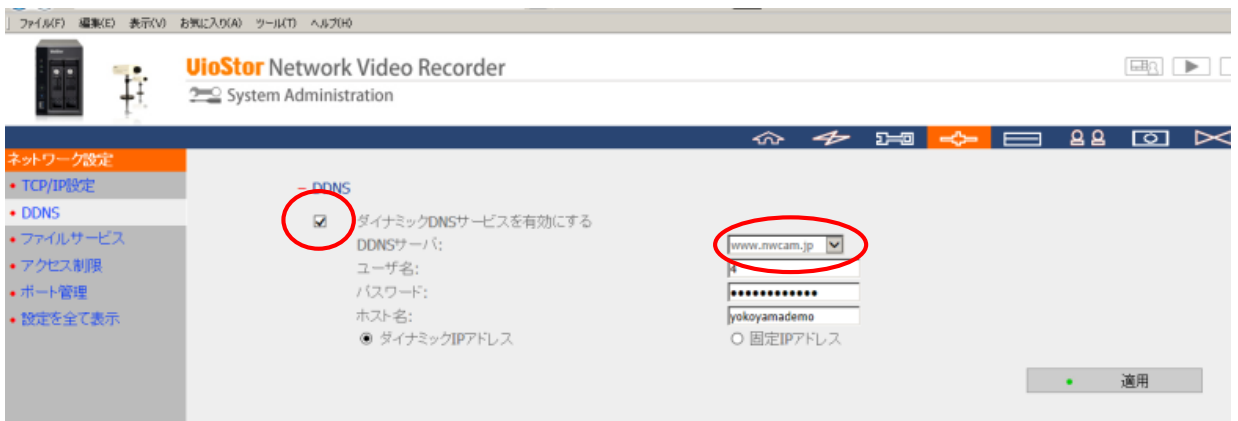 ファイル(F) 編集(E) 表示(V) お気に入り(A) ツール(T) ヘルプ(H)
VioStor Network Video Recorder
System Administration
ネットワーク設定
• TCP/IP設定
• DDNS
• ファイルサービス
• アクセス制限
• ポート管理
• 設定を全て表示
– DDNS
ダイナミックDNSサービスを有効にする
DDNSサーバ: www.nwcam.jp
ユーザ名: 4
パスワード: ••••••••••••
ホスト名: yokoyamademo
ダイナミックIPアドレス 固定IPアドレス
適用